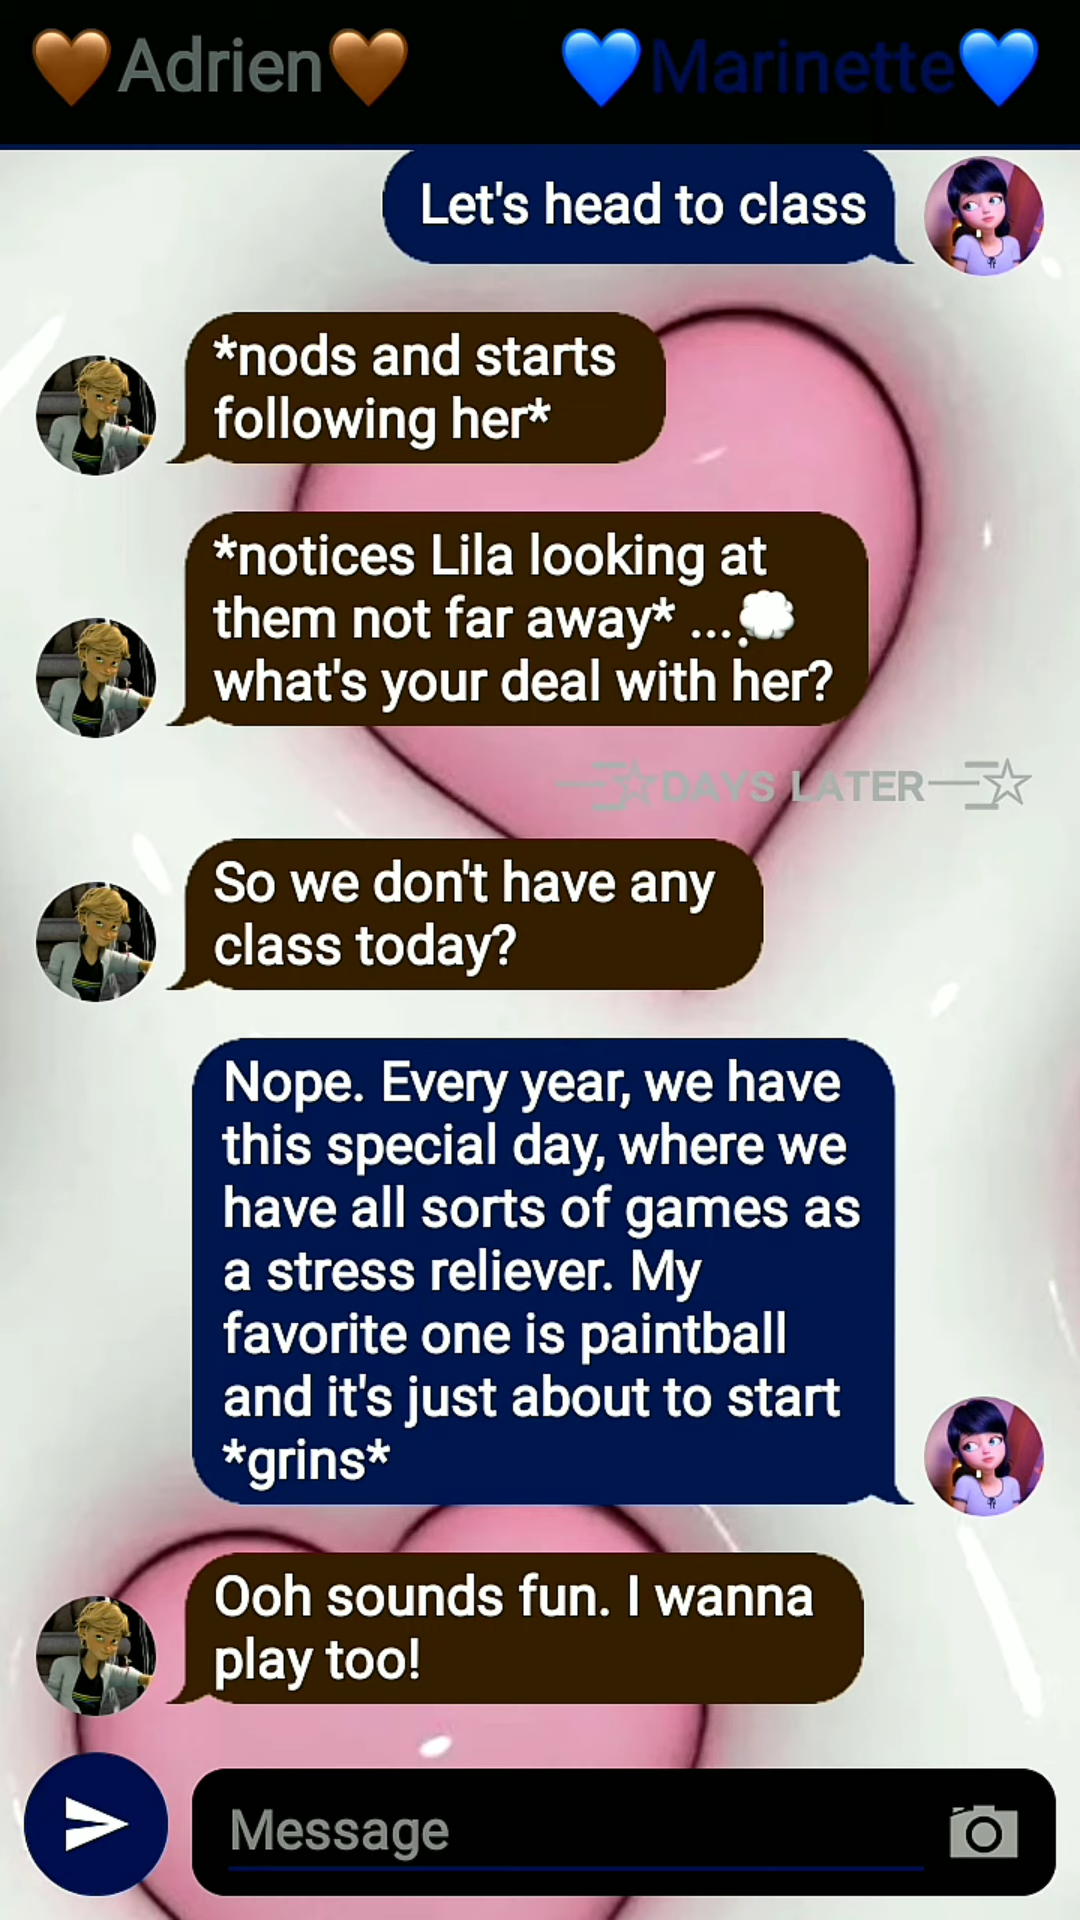 🧡Adrien🧡 💙Marinette💙
Let's head to class
*nods and starts
following her*
*notices Lila looking at
them not far away* ...💭
what's your deal with her?
—☆DAYS LATER—☆
So we don't have any
class today?
Nope. Every year, we have
this special day, where we
have all sorts of games as
a stress reliever. My
favorite one is paintball
and it's just about to start
*grins*
Ooh sounds fun. I wanna
play too!
Message